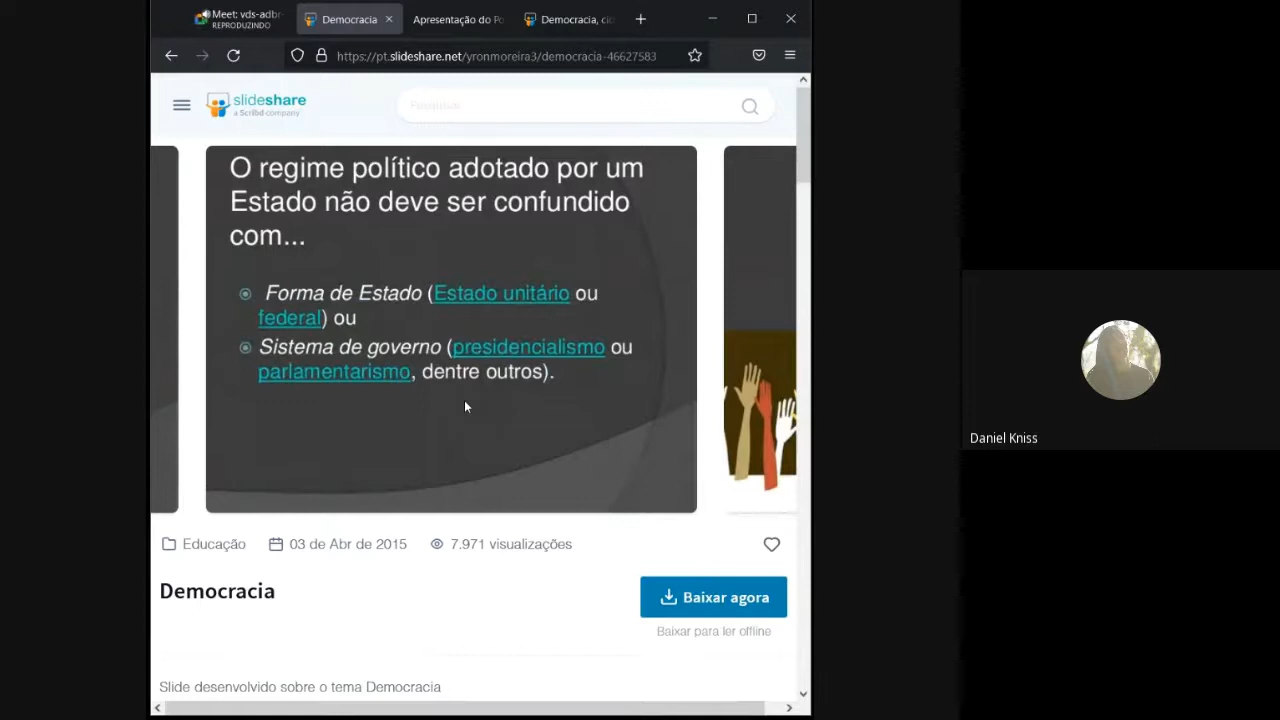 Meet: vds-adbr
REPRODUZINDO
Democracia
Apresentação do Po
Democracia, ci
https://pt.slideshare.net/yronmoreira3/democracia-46627583
slideshare
a Scribd company
Pesquisar
O regime político adotado por um
Estado não deve ser confundido
com...
Forma de Estado (Estado unitário ou
federal) ou
Sistema de governo (presidencialismo ou
parlamentarismo, dentre outros).
Daniel Kniss
Educação 03 de Abr de 2015 7.971 visualizações
Democracia
Baixar agora
Baixar para ler offline
Slide desenvolvido sobre o tema Democracia